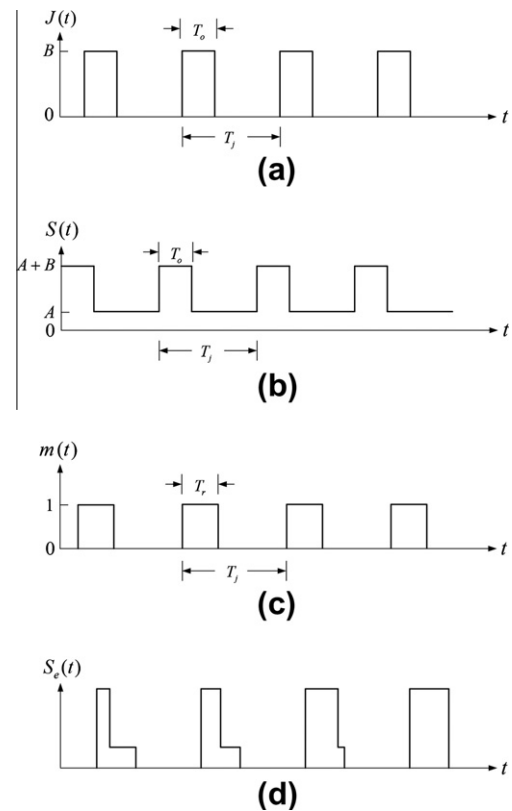 J(t)
B
T_o
0
t
T_j
(a)
S(t)
A + B
T_o
A
0
t
T_j
(b)
m(t)
T_r
1
0
t
T_j
(c)
S_e(t)
t
(d)